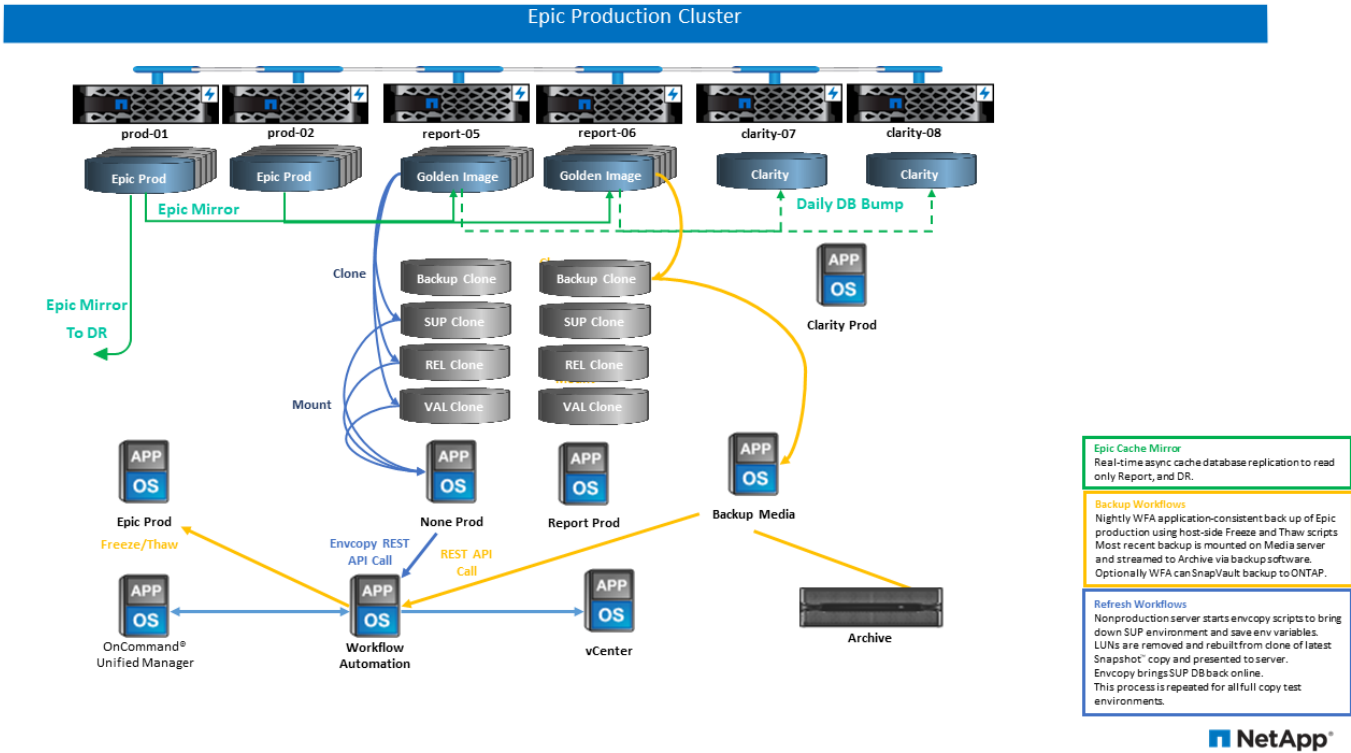 Epic Production Cluster
prod-01
prod-02
report-05
report-06
clarity-07
clarity-08
Epic Prod
Epic Prod
Golden Image
Golden Image
Clarity
Clarity
Epic Mirror
Daily DB Bump
Clone
Backup Clone
Backup Clone
APP
OS
Clarity Prod
Epic Mirror
To DR
SUP Clone
SUP Clone
REL Clone
REL Clone
Mount
VAL Clone
VAL Clone
APP
OS
Epic Prod
APP
OS
None Prod
APP
OS
Report Prod
APP
OS
Backup Media
Freeze/Thaw
Envcopy REST
API Call
REST API
Call
APP
OS
OnCommand®
Unified Manager
APP
OS
Workflow
Automation
APP
OS
vCenter
Archive
Epic Cache Mirror
Real-time async cache database replication to read
only Report, and DR.
Backup Workflows
Nightly WFA application-consistent back up of Epic
production using host-side Freeze and Thaw scripts
Most recent backup is mounted on Media server
and streamed to Archive via backup software.
Optionally WFA can SnapVault backup to ONTAP.
Refresh Workflows
Nonproduction server starts envcopy scripts to bring
down SUP environment and save env variables.
LUNs are removed and rebuilt from clone of latest
Snapshot™ copy and presented to server.
Envcopy brings SUP DB back online.
This process is repeated for all full copy test
environments.
NetApp®